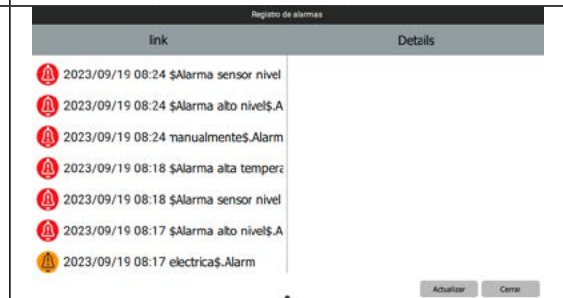 Registro de alarmas
link Details
2023/09/19 08:24 $Alarma sensor nivel
2023/09/19 08:24 $Alarma alto nivel$.A
2023/09/19 08:24 manualmente$.Alarm
2023/09/19 08:18 $Alarma alta tempera
2023/09/19 08:18 $Alarma sensor nivel
2023/09/19 08:17 $Alarma alto nivel$.A
2023/09/19 08:17 electrica$.Alarm
Actualizar Cerrar